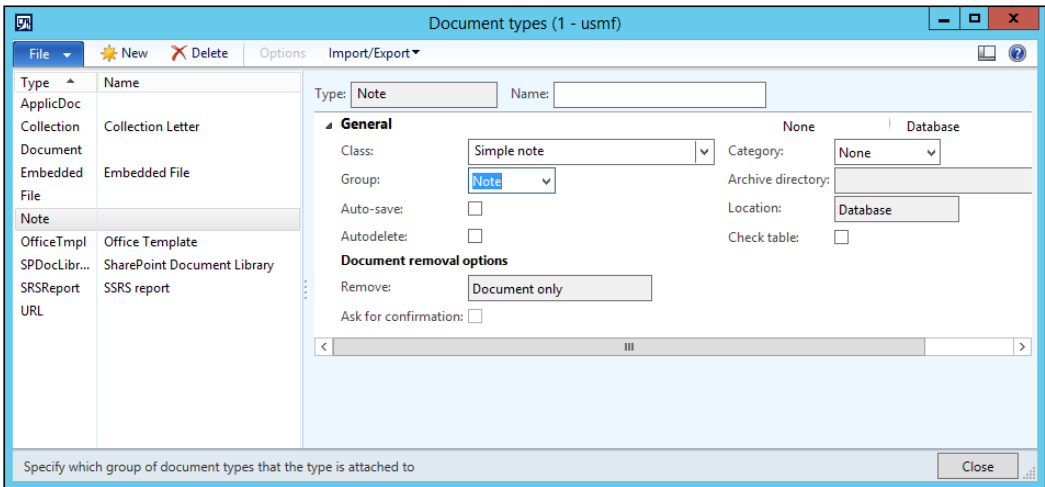 Document types (1 - usmf)
File New Delete Options Import/Export
Type Name
ApplicDoc
Collection Collection Letter
Document
Embedded Embedded File
File
Note
OfficeTmpl Office Template
SPDocLibr... SharePoint Document Library
SRSReport SSRS report
URL
Type: Note Name:
General None Database
Class: Simple note Category: None
Group: Note Archive directory:
Auto-save: Location: Database
Autodelete: Check table:
Document removal options
Remove: Document only
Ask for confirmation:
Specify which group of document types that the type is attached to Close